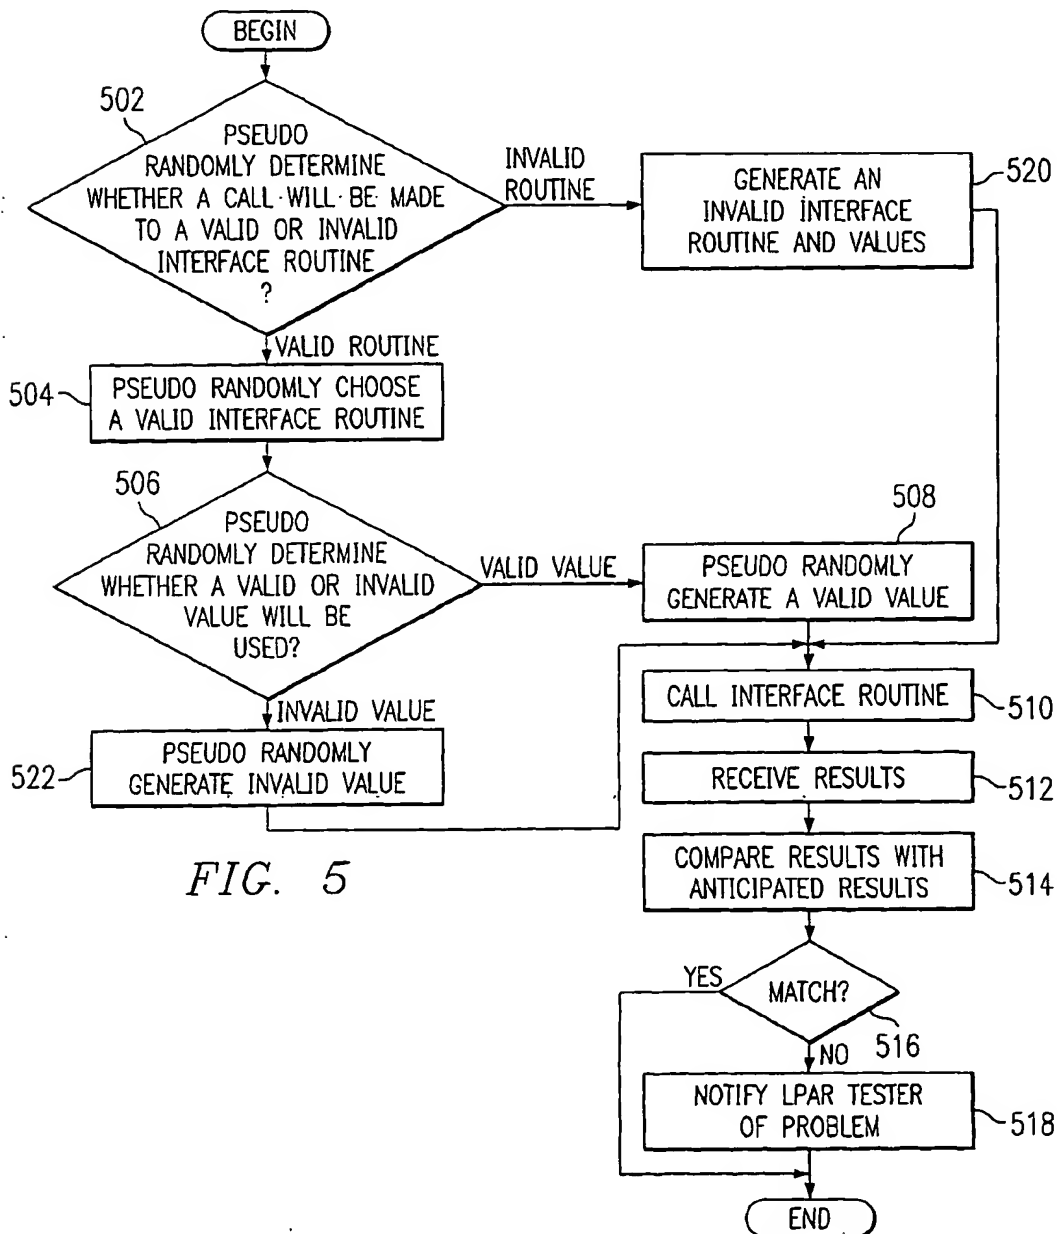 BEGIN
502
PSEUDO
RANDOMLY DETERMINE
WHETHER A CALL WILL BE MADE
TO A VALID OR INVALID
INTERFACE ROUTINE
?
INVALID
ROUTINE
GENERATE AN
INVALID INTERFACE
ROUTINE AND VALUES
520
VALID ROUTINE
504
PSEUDO RANDOMLY CHOOSE
A VALID INTERFACE ROUTINE
506
PSEUDO
RANDOMLY DETERMINE
WHETHER A VALID OR INVALID
VALUE WILL BE
USED?
VALID VALUE
508
PSEUDO RANDOMLY
GENERATE A VALID VALUE
INVALID VALUE
522
PSEUDO RANDOMLY
GENERATE INVALID VALUE
CALL INTERFACE ROUTINE
510
RECEIVE RESULTS
512
COMPARE RESULTS WITH
ANTICIPATED RESULTS
514
YES
MATCH?
516
NO
NOTIFY LPAR TESTER
OF PROBLEM
518
END
FIG. 5